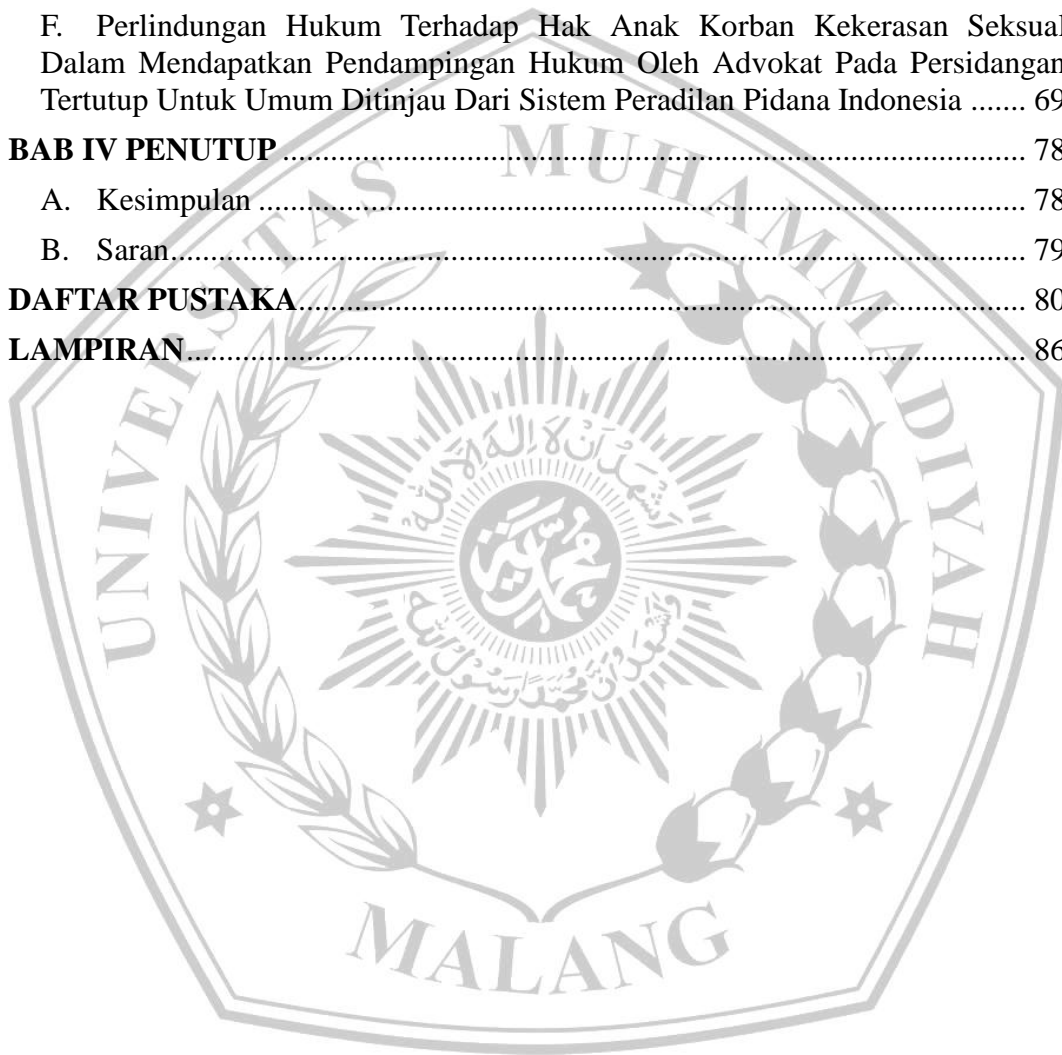 F. Perlindungan Hukum Terhadap Hak Anak Korban Kekerasan Seksual
Dalam Mendapatkan Pendampingan Hukum Oleh Advokat Pada Persidangan
Tertutup Untuk Umum Ditinjau Dari Sistem Peradilan Pidana Indonesia ....... 69
BAB IV PENUTUP ........................................................................................ 78
A. Kesimpulan ........................................................................................... 78
B. Saran...................................................................................................... 79
DAFTAR PUSTAKA................................................................................... 80
LAMPIRAN.................................................................................................. 86
UNIVERSITAS MUHAMMADIYAH
MALANG